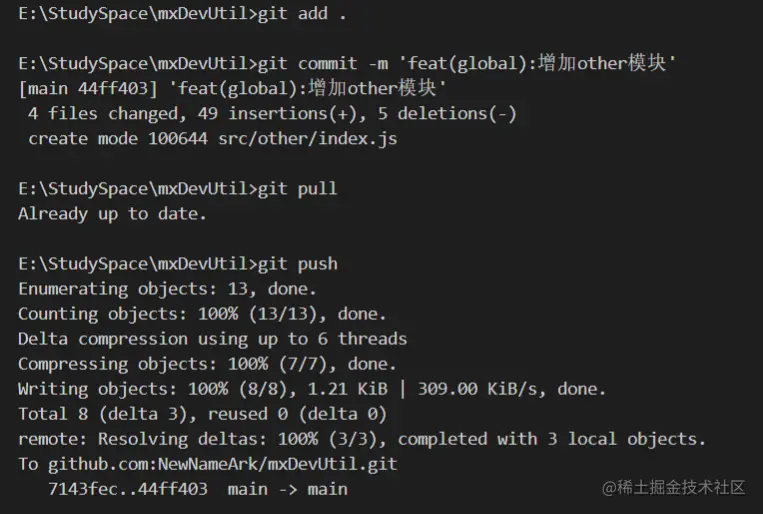 E:\StudySpace\mxDevUtil>git add .
E:\StudySpace\mxDevUtil>git commit -m 'feat(global):增加other模块'
[main 44ff403] 'feat(global):增加other模块'
4 files changed, 49 insertions(+), 5 deletions(-)
create mode 100644 src/other/index.js
E:\StudySpace\mxDevUtil>git pull
Already up to date.
E:\StudySpace\mxDevUtil>git push
Enumerating objects: 13, done.
Counting objects: 100% (13/13), done.
Delta compression using up to 6 threads
Compressing objects: 100% (7/7), done.
Writing objects: 100% (8/8), 1.21 KiB | 309.00 KiB/s, done.
Total 8 (delta 3), reused 0 (delta 0)
remote: Resolving deltas: 100% (3/3), completed with 3 local objects.
To github.com:NewNameArk/mxDevUtil.git
7143fec..44ff403  main -> main
@稀土掘金技术社区